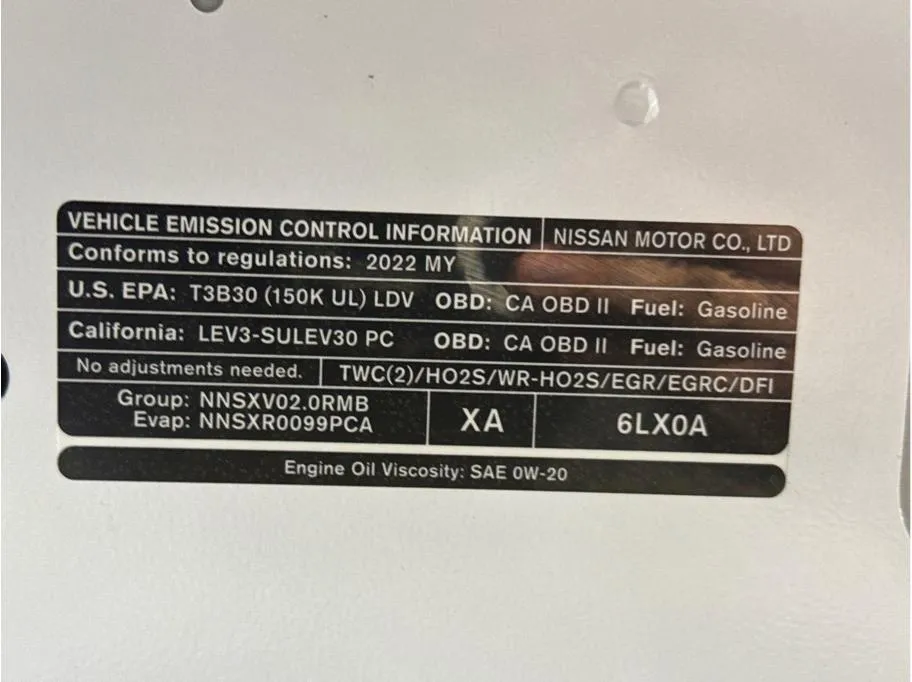 VEHICLE EMISSION CONTROL INFORMATION NISSAN MOTOR CO., LTD
Conforms to regulations: 2022 MY
U.S. EPA: T3B30 (150K UL) LDV OBD: CA OBD II Fuel: Gasoline
California: LEV3-SULEV30 PC OBD: CA OBD II Fuel: Gasoline
No adjustments needed. TWC(2)/HO2S/WR-HO2S/EGR/EGRC/DFI
Group: NNSXV02.0RMB
Evap: NNSXR0099PCA
XA 6LX0A
Engine Oil Viscosity: SAE 0W-20